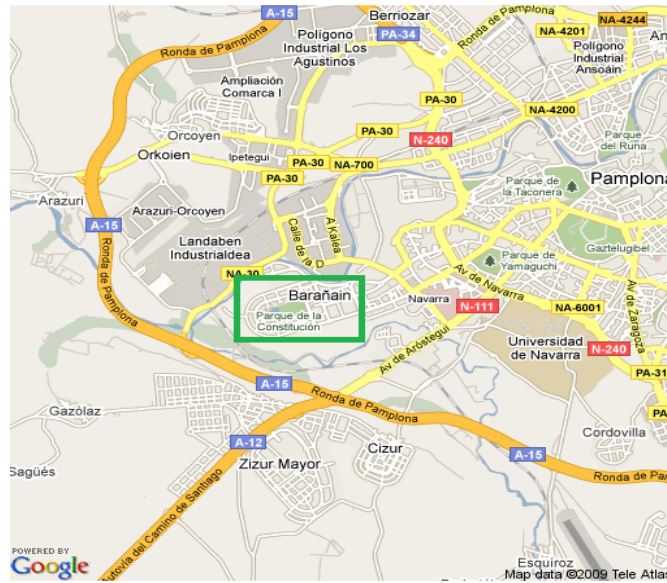 A-15
Ronda de Pamplona
Berriozar
PA-34
Ronda de Pamplona
NA-4201
NA-4244
Polígono
Industrial Los
Agustinos
Polígono
Industrial
Ansoáin
Ampliación
Comarca I
PA-30
NA-4200
Orcoyen
Orkoien
Ipetegui
PA-30
PA-30
NA-700
N-240
PA-30
Parque
del Runa
Parque de
la Taconera
Pamplona
Arazuri
A-15
Ronda de Pamplona
Arazuri-Orcoyen
Landaben
Industrialdea
Calle de la D
A Kalea
Gaztelugibel
Parque de
Yamaguchi
NA-30
Barañain
Parque de la
Constitución
Navarra
Av de Navarra
N-111
NA-6001
Av de Zaragoza
Universidad
de Navarra
N-240
Av de Aróstegui
PA-31
A-15
Ronda de Pamplona
Gazólaz
A-12
Cizur
Zizur Mayor
Cordovilla
A-15
Ronda de
Sagüés
Autovía del Camino de Santiago
Esquiroz
POWERED BY
Google
Map data ©2009 Tele Atlas